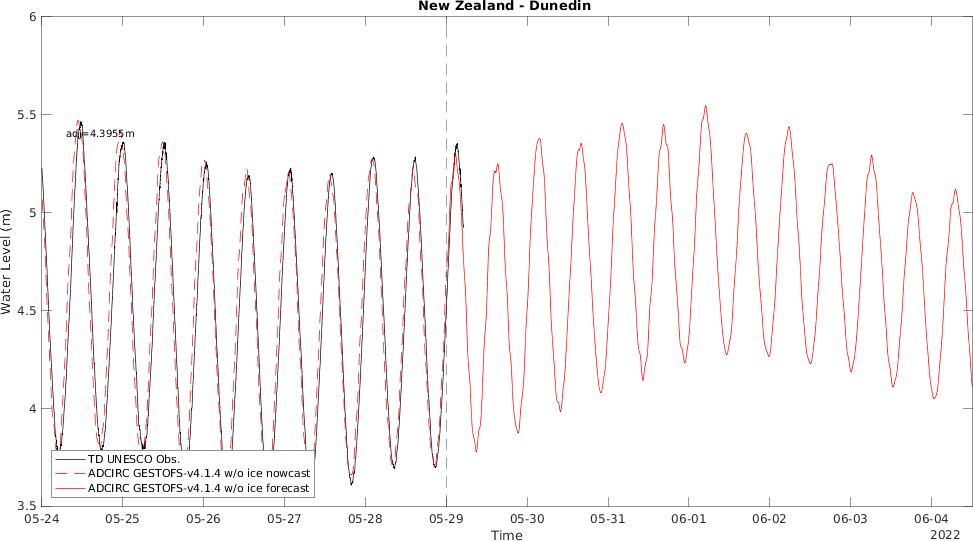 New Zealand - Dunedin
6
5.5
5
4.5
4
3.5
Water Level (m)
adj=4.3955m
TD UNESCO Obs.
ADCIRC GESTOFS-v4.1.4 w/o ice nowcast
ADCIRC GESTOFS-v4.1.4 w/o ice forecast
05-24 05-25 05-26 05-27 05-28 05-29 05-30 05-31 06-01 06-02 06-03 06-04
2022
Time